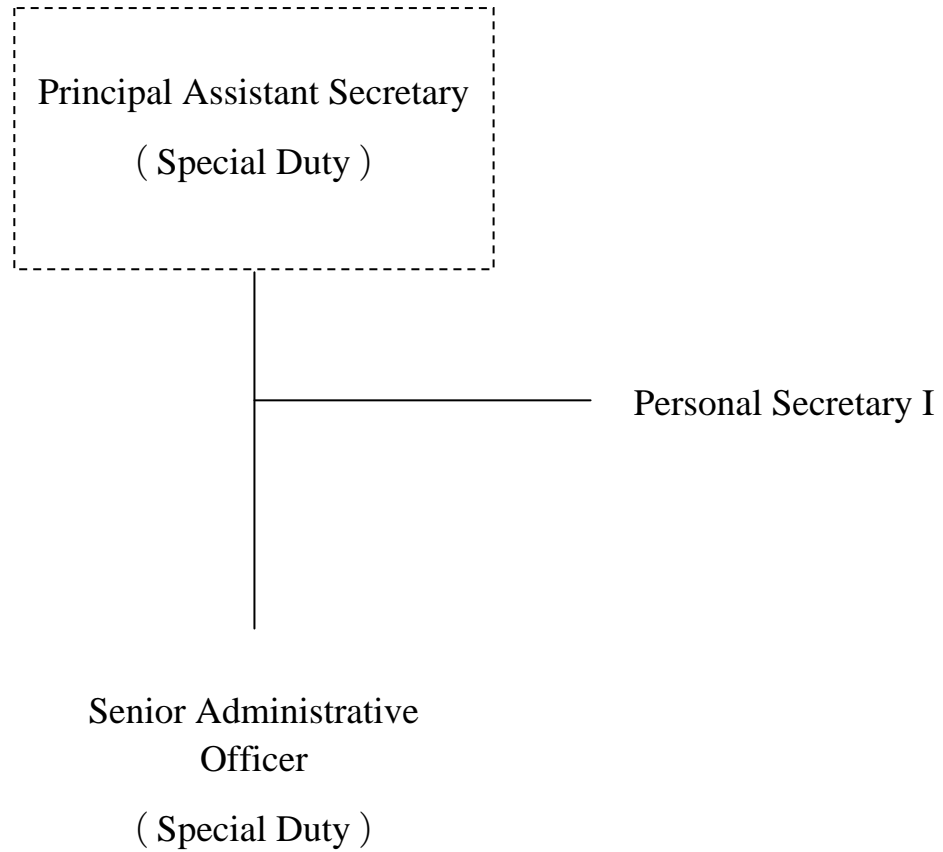 Principal Assistant Secretary
（Special Duty）
Personal Secretary I
Senior Administrative
Officer
（Special Duty）